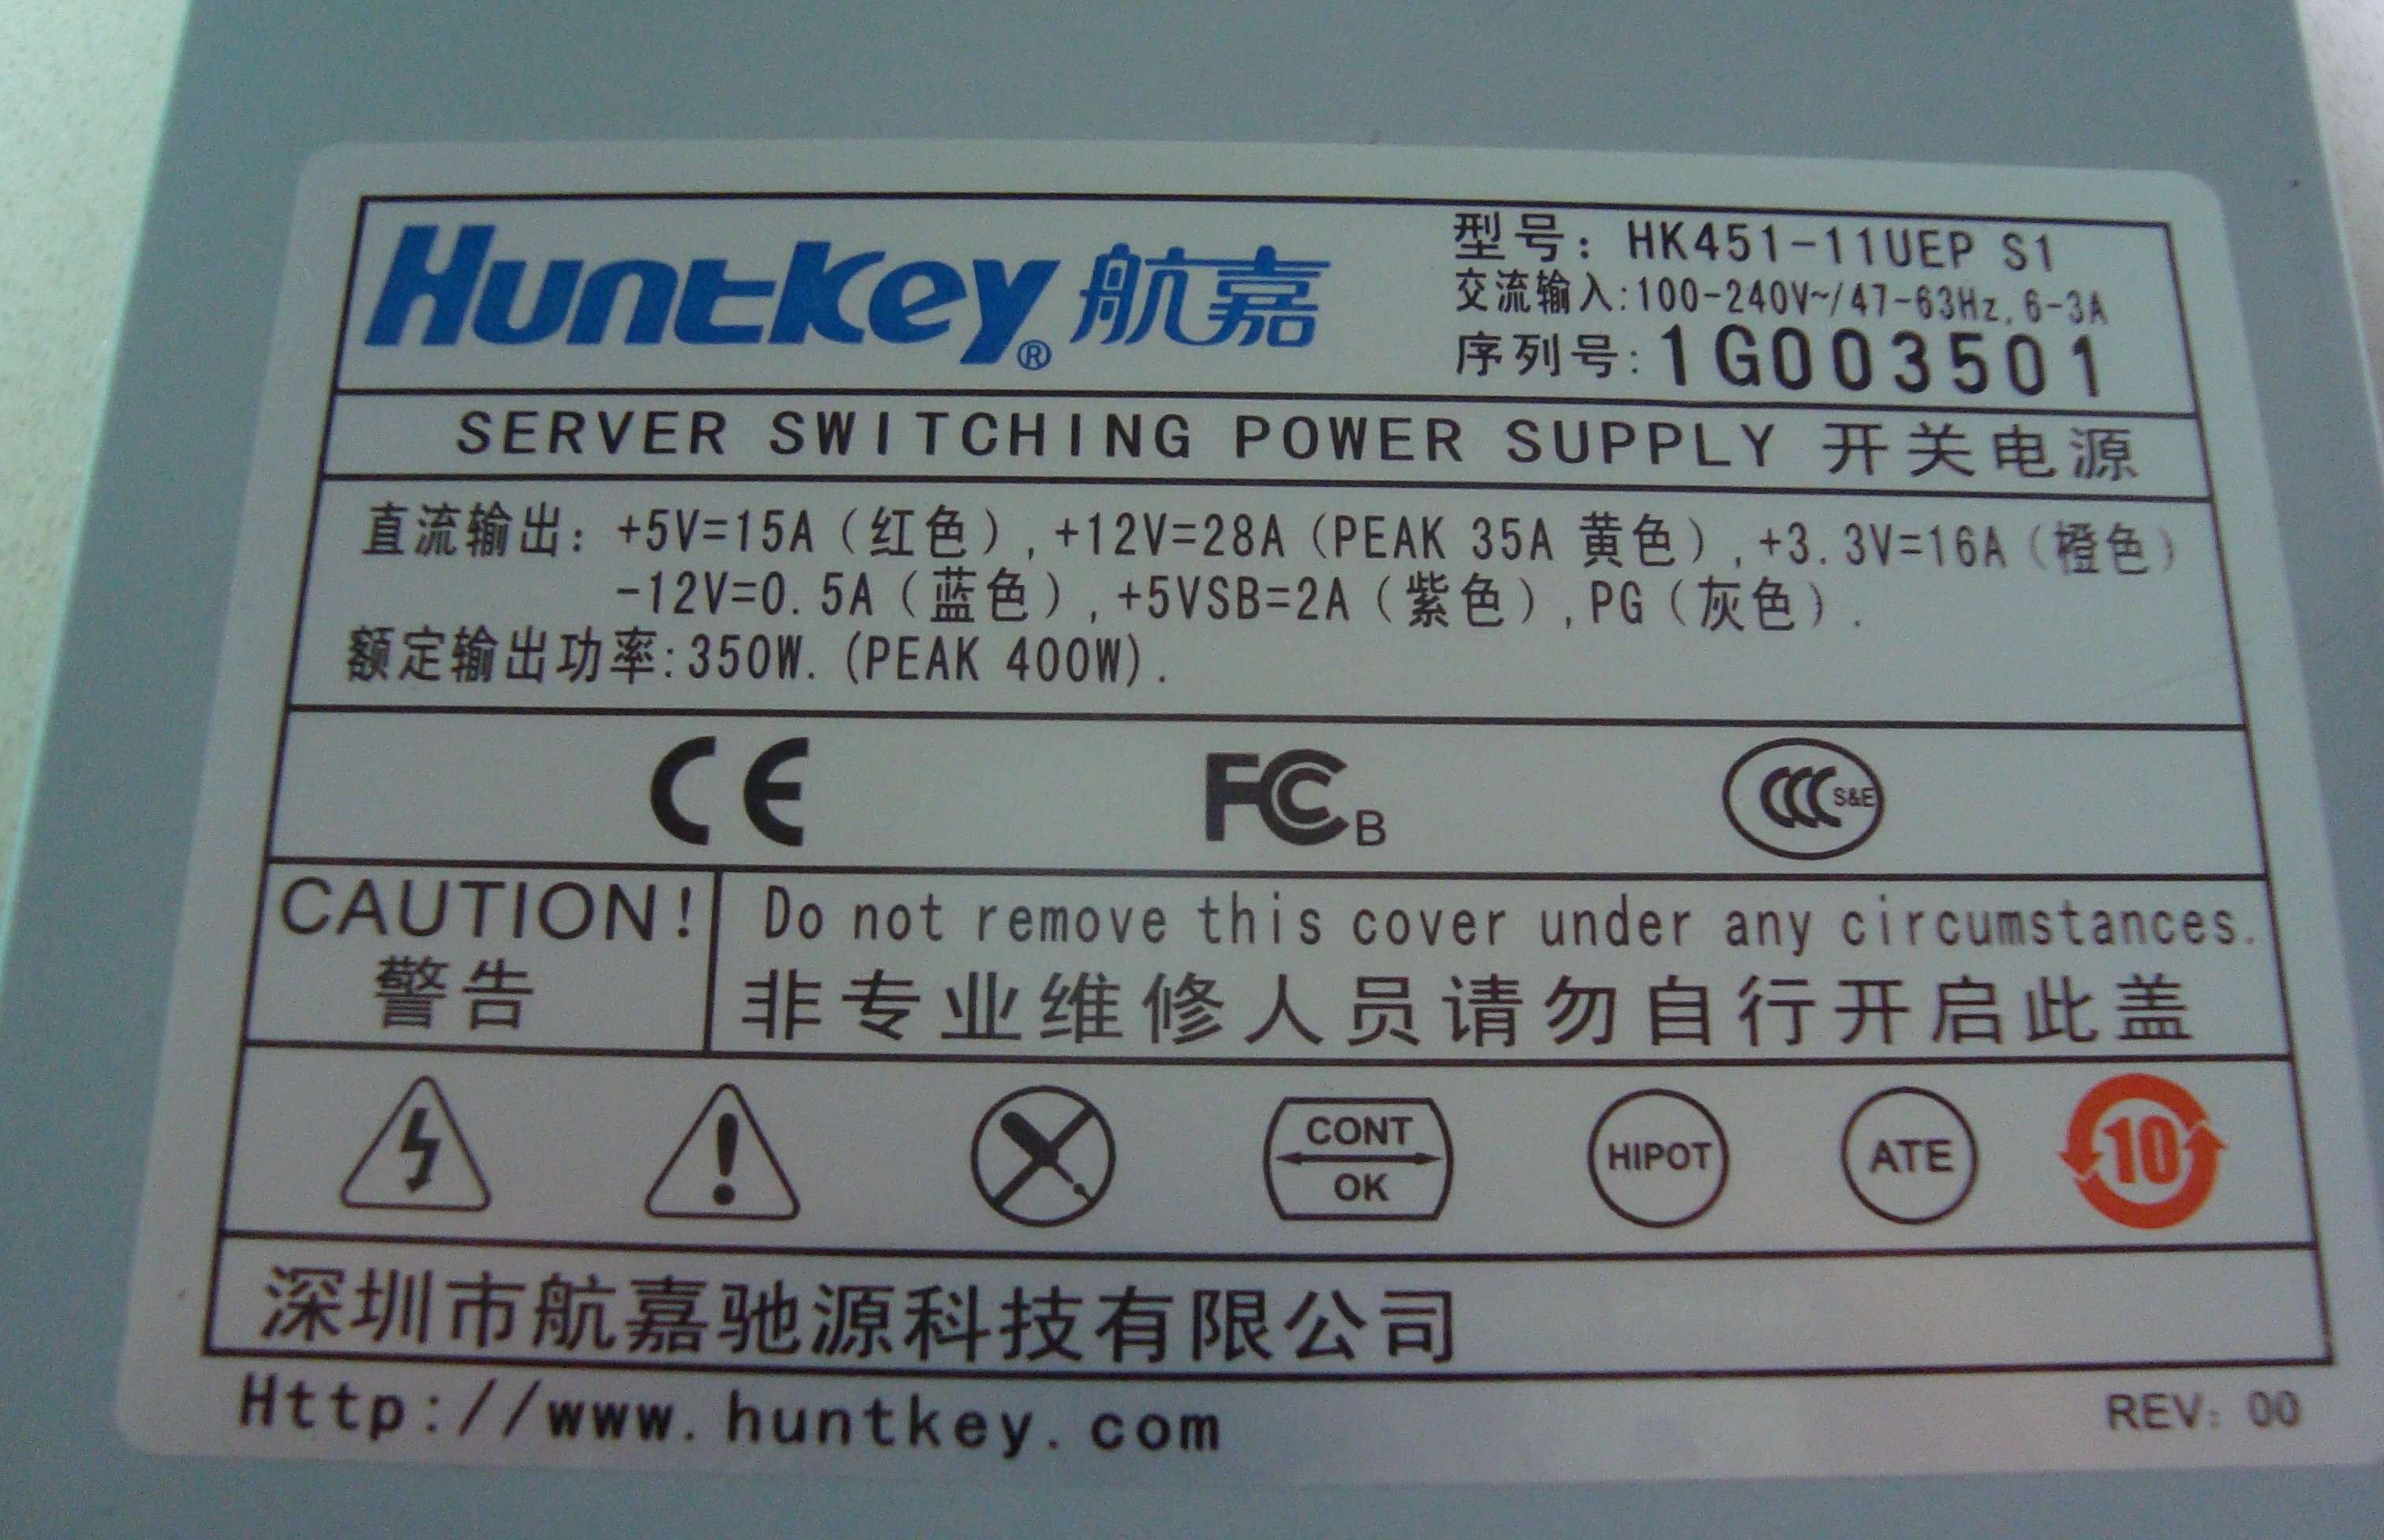 Huntkey® 航嘉
型号: HK451-11UEP S1
交流输入:100-240V~/47-63Hz, 6-3A
序列号:1G003501
SERVER SWITCHING POWER SUPPLY 开关电源
直流输出: +5V=15A(红色),+12V=28A(PEAK 35A 黄色),+3.3V=16A(橙色)
-12V=0.5A(蓝色),+5VSB=2A(紫色),PG(灰色).
额定输出功率:350W.(PEAK 400W).
CE FC B CCC S&E
CAUTION! Do not remove this cover under any circumstances.
警告 非专业维修人员请勿自行开启此盖
CONT
OK
HIPOT ATE 10
深圳市航嘉驰源科技有限公司
Http://www.huntkey.com
REV: 00